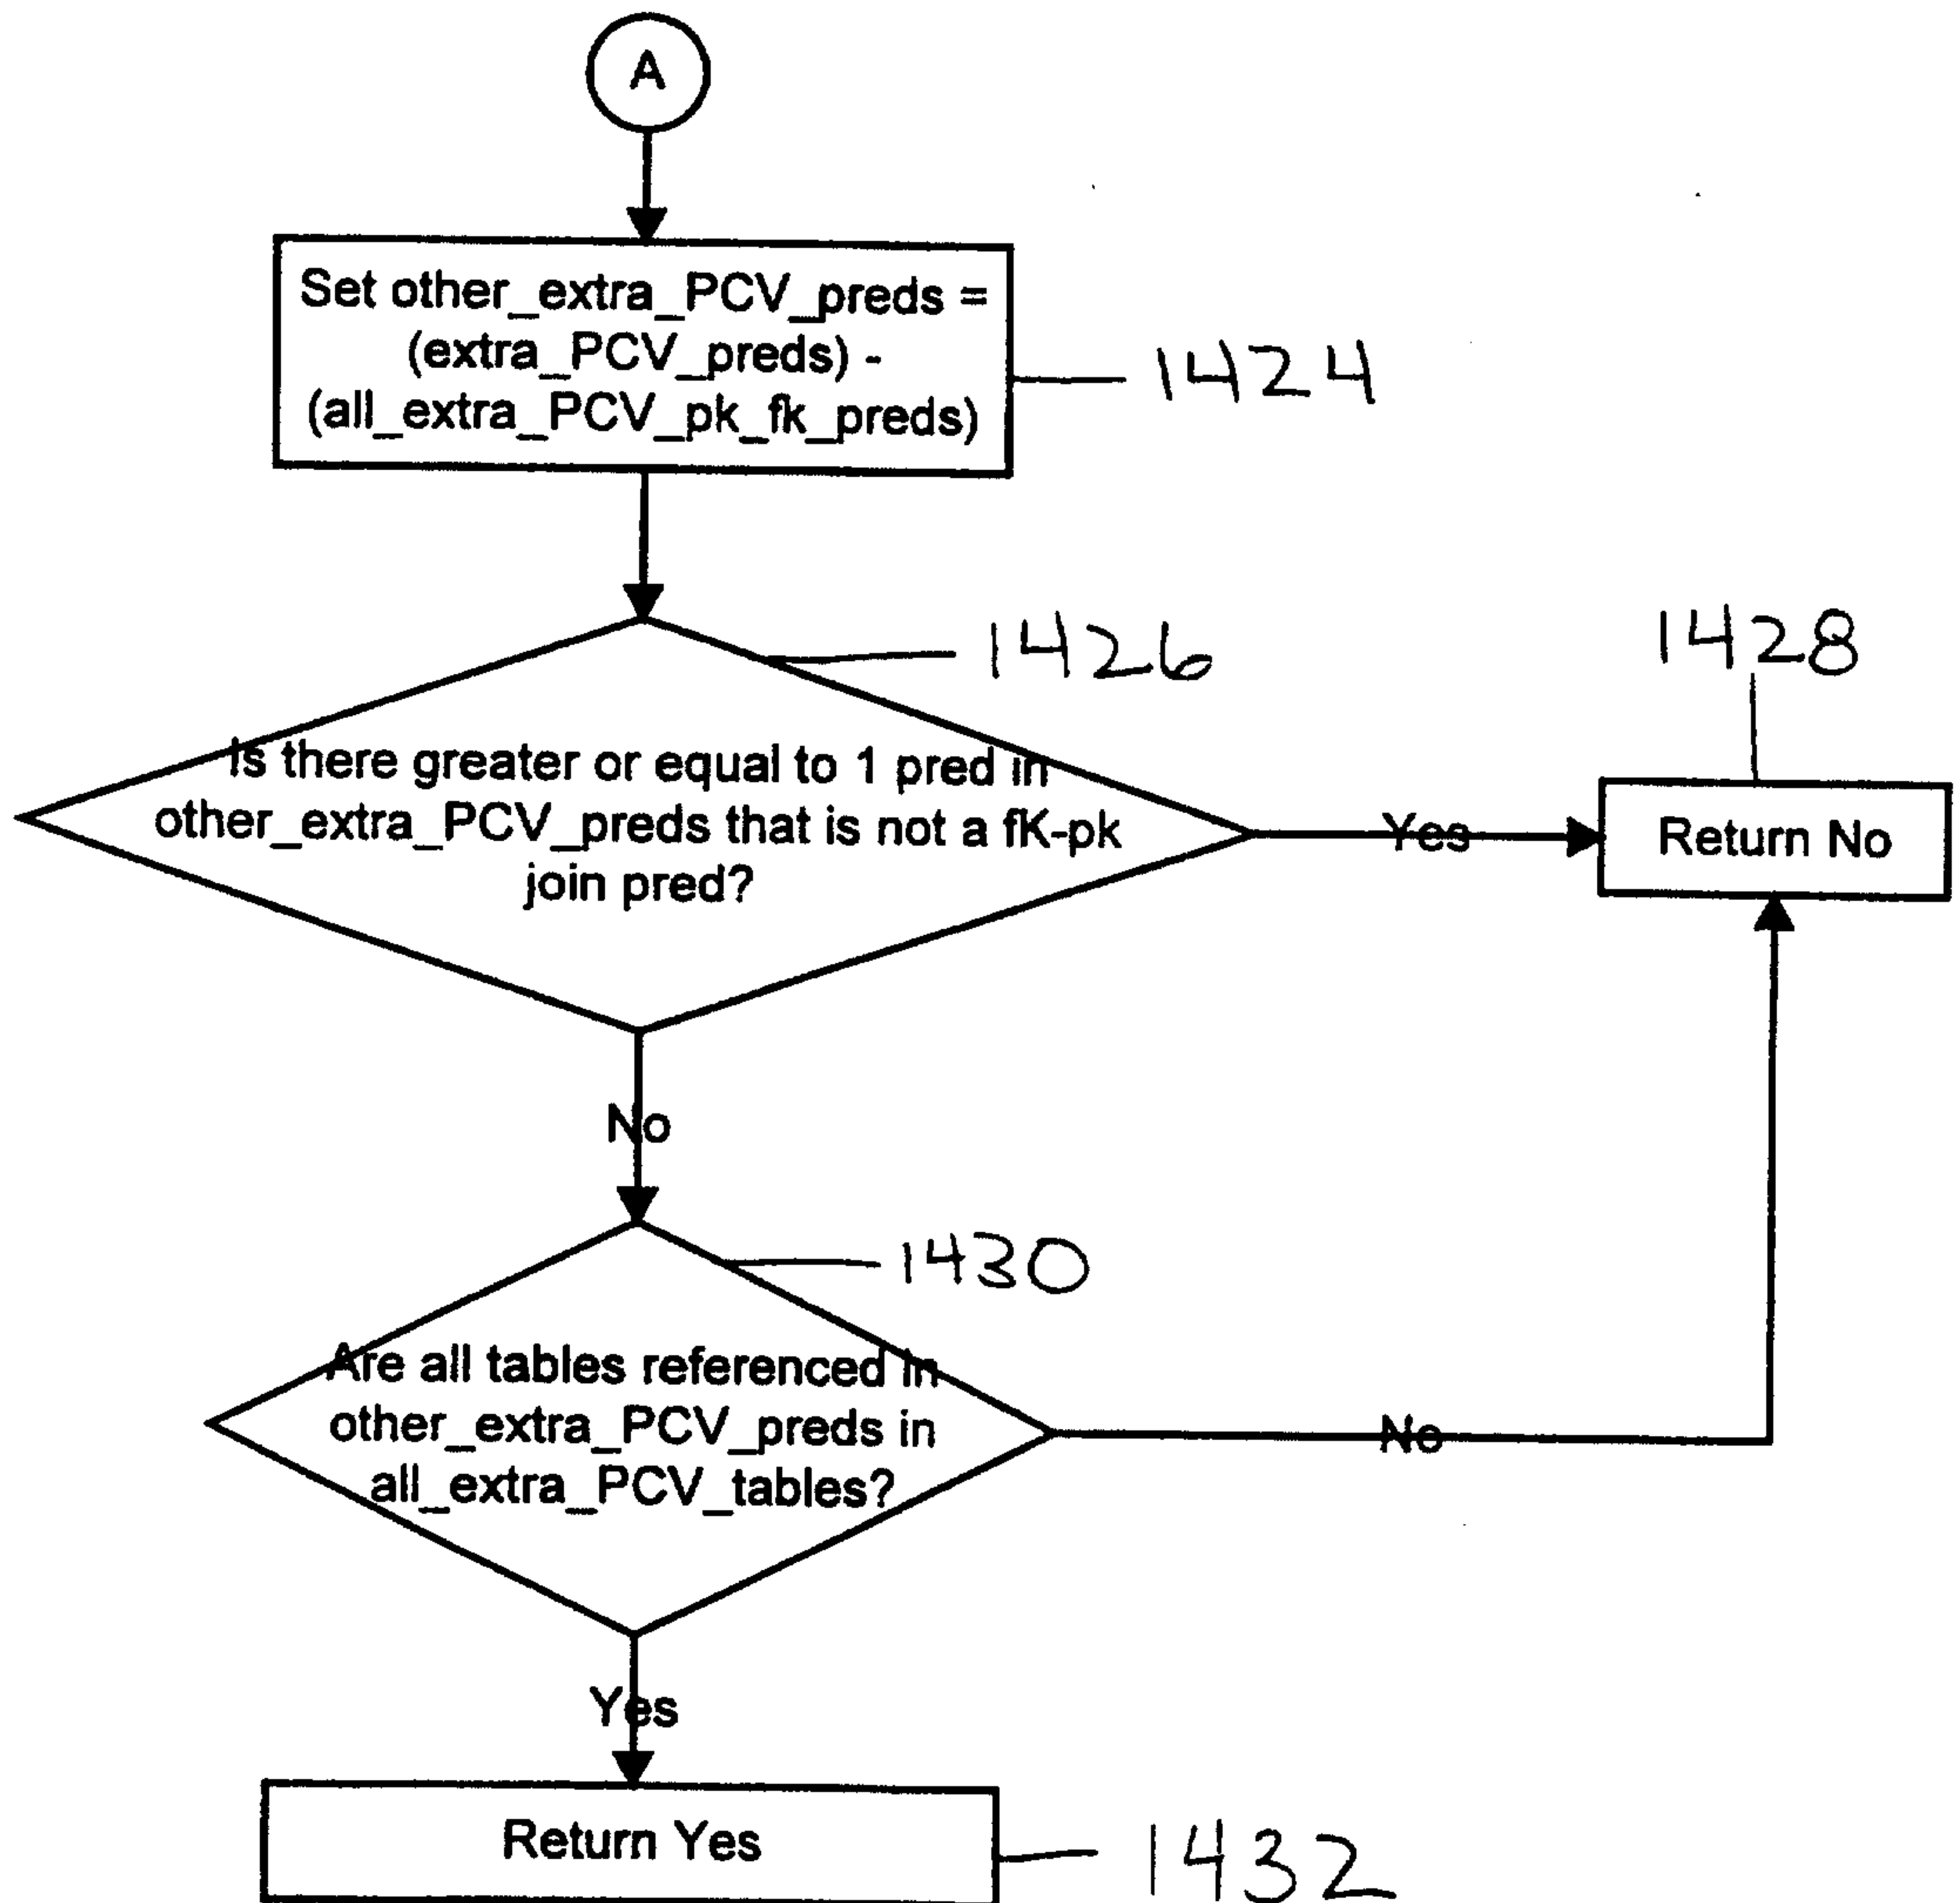 A
Set other_extra_PCV_preds =
(extra_PCV_preds) -
(all_extra_PCV_pk_fk_preds)
1424
1426
1428
Is there greater or equal to 1 pred in
other_extra_PCV_preds that is not a fK-pk
join pred?
Yes
Return No
No
1430
Are all tables referenced in
other_extra_PCV_preds in
all_extra_PCV_tables?
No
Yes
Return Yes
1432